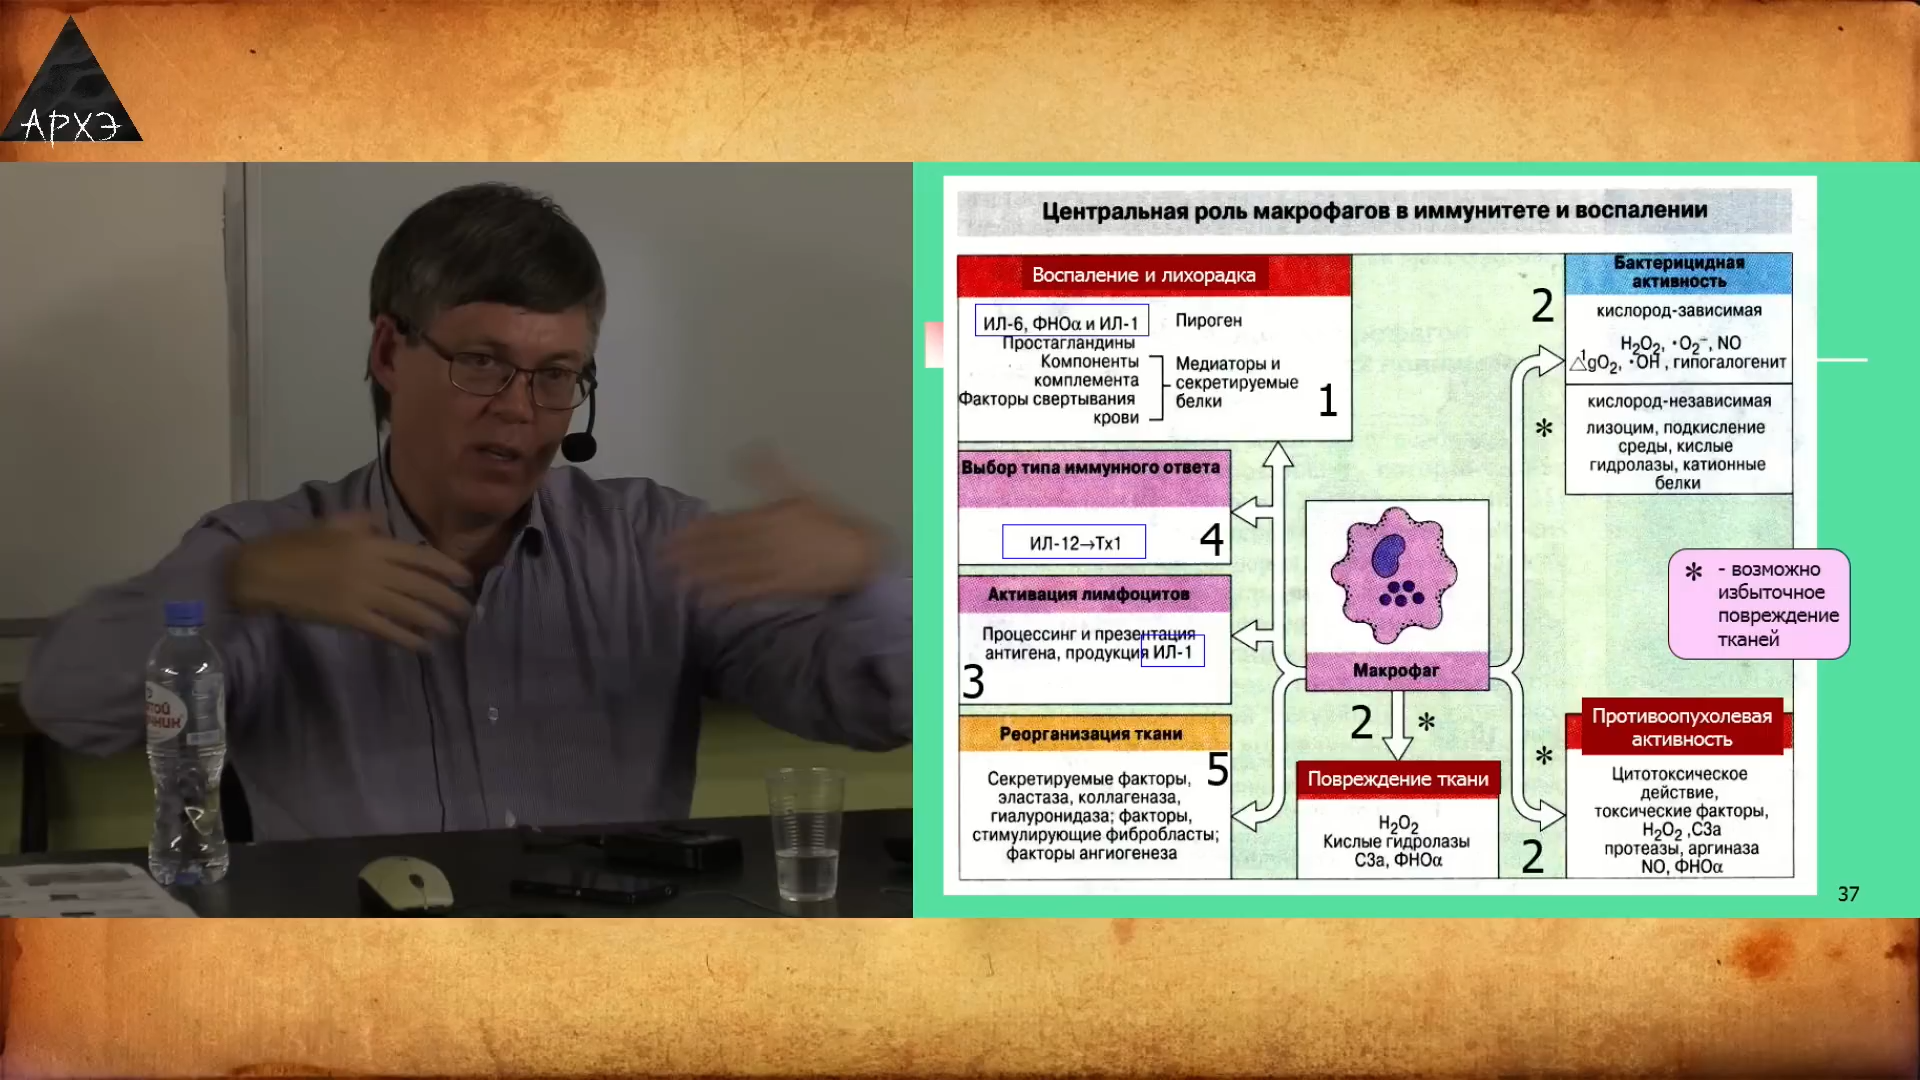 АРХЭ
Центральная роль макрофагов в иммунитете и воспалении
Воспаление и лихорадка
ИЛ-6, ФНОα и ИЛ-1
Пироген
Простагландины
Компоненты
комплемента
Факторы свертывания
крови
Медиаторы и
секретируемые
белки
1
Выбор типа иммунного ответа
ИЛ-12→Тх1
4
Активация лимфоцитов
Процессинг и презентация
антигена, продукция ИЛ-1
3
Реорганизация ткани
5
Секретируемые факторы,
эластаза, коллагеназа,
гиалуронидаза; факторы,
стимулирующие фибробласты;
факторы ангиогенеза
Макрофаг
2 *
Повреждение ткани
H₂O₂
Кислые гидролазы
C3a, ФНОα
2
Бактерицидная
активность
кислород-зависимая
H₂O₂, •O₂⁻, NO
△¹gO₂, •OH⁻, гипогалогенит
кислород-независимая
*
лизоцим, подкисление
среды, кислые
гидролазы, катионные
белки
* - возможно
избыточное
повреждение
тканей
Противоопухолевая
активность
*
Цитотоксическое
действие,
токсические факторы,
H₂O₂ ,C3a
протеазы, аргиназа
NO, ФНОα
2
37